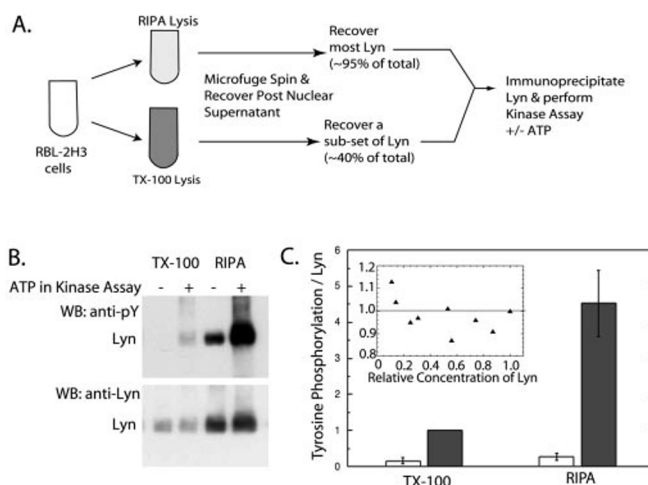 A.
RIPA Lysis
RBL-2H3
cells
TX-100 Lysis
Microfuge Spin &
Recover Post Nuclear
Supernatant
Recover
most Lyn
(~95% of total)
Recover a
sub-set of Lyn
(~40% of total)
Immunoprecipitate
Lyn & perform
Kinase Assay
+/- ATP
B.
TX-100 RIPA
ATP in Kinase Assay - + - +
WB: anti-pY
Lyn
WB: anti-Lyn
Lyn
C.
Tyrosine Phosphorylation / Lyn
6
5
4
3
2
1
0
1.2
1.1
1.0
0.9
0.8
0 0.2 0.4 0.6 0.8 1.0
Relative Concentration of Lyn
TX-100 RIPA